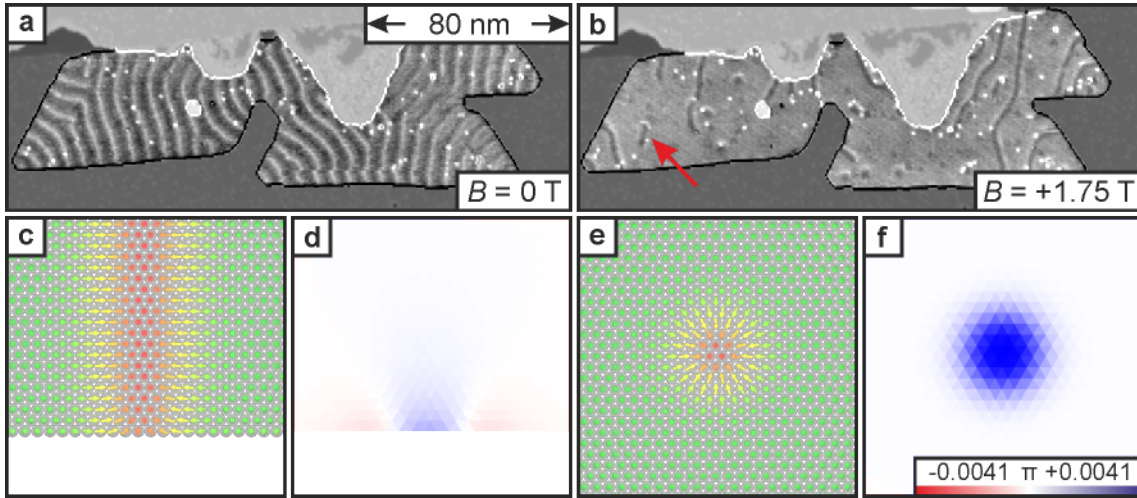 a
80 nm
B = 0 T
b
B = +1.75 T
c
d
e
f
-0.0041 π +0.0041